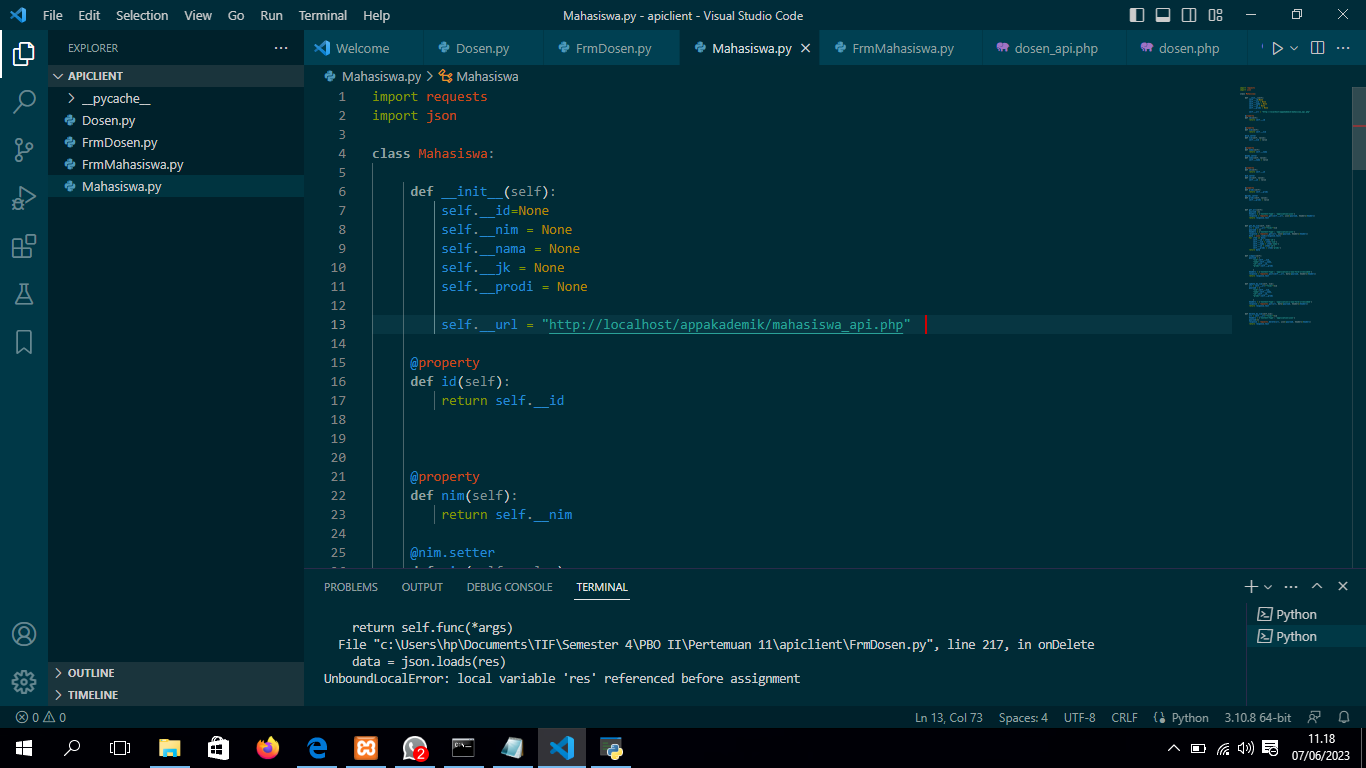 File Edit Selection View Go Run Terminal Help Mahasiswa.py - apiclient - Visual Studio Code
EXPLORER
APICLIENT
__pycache__
Dosen.py
FrmDosen.py
FrmMahasiswa.py
Mahasiswa.py
OUTLINE
TIMELINE
Welcome Dosen.py FrmDosen.py Mahasiswa.py FrmMahasiswa.py dosen_api.php dosen.php
Mahasiswa.py > Mahasiswa
1 import requests
2 import json
3
4 class Mahasiswa:
5
6 def __init__(self):
7 self.__id=None
8 self.__nim = None
9 self.__nama = None
10 self.__jk = None
11 self.__prodi = None
12
13 self.__url = "http://localhost/appakademik/mahasiswa_api.php"
14
15 @property
16 def id(self):
17 return self.__id
18
19
20
21 @property
22 def nim(self):
23 return self.__nim
24
25 @nim.setter
PROBLEMS OUTPUT DEBUG CONSOLE TERMINAL
return self.func(*args)
File "c:\Users\hp\Documents\TIF\Semester 4\PBO II\Pertemuan 11\apiclient\FrmDosen.py", line 217, in onDelete
data = json.loads(res)
UnboundLocalError: local variable 'res' referenced before assignment
Python
Python
0 0 Ln 13, Col 73 Spaces: 4 UTF-8 CRLF Python 3.10.8 64-bit
2
11.18
07/06/2023